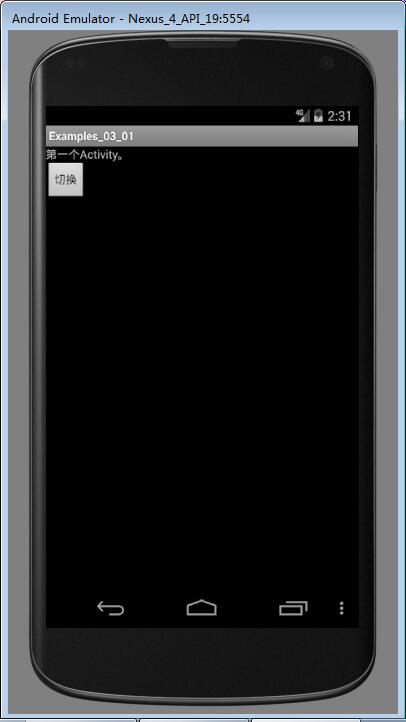 Android Emulator - Nexus_4_API_19:5554
4G 2:31
Examples_03_01
第一个Activity。
切换